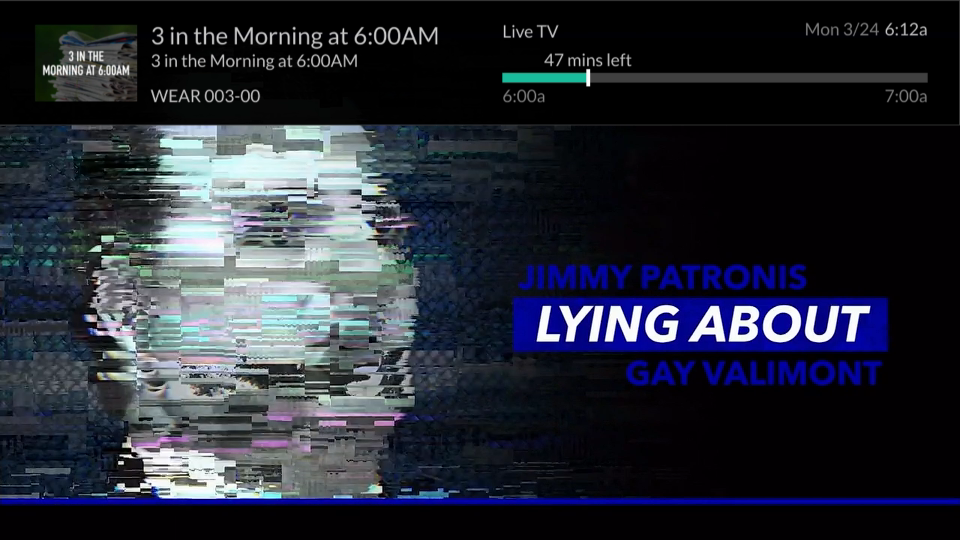 3 in the Morning at 6:00AM
3 in the Morning at 6:00AM
WEAR 003-00
3 IN THE
MORNING AT 6:00AM
Live TV
Mon 3/24 6:12a
47 mins left
6:00a
7:00a
JIMMY PATRONIS
LYING ABOUT
GAY VALIMONT